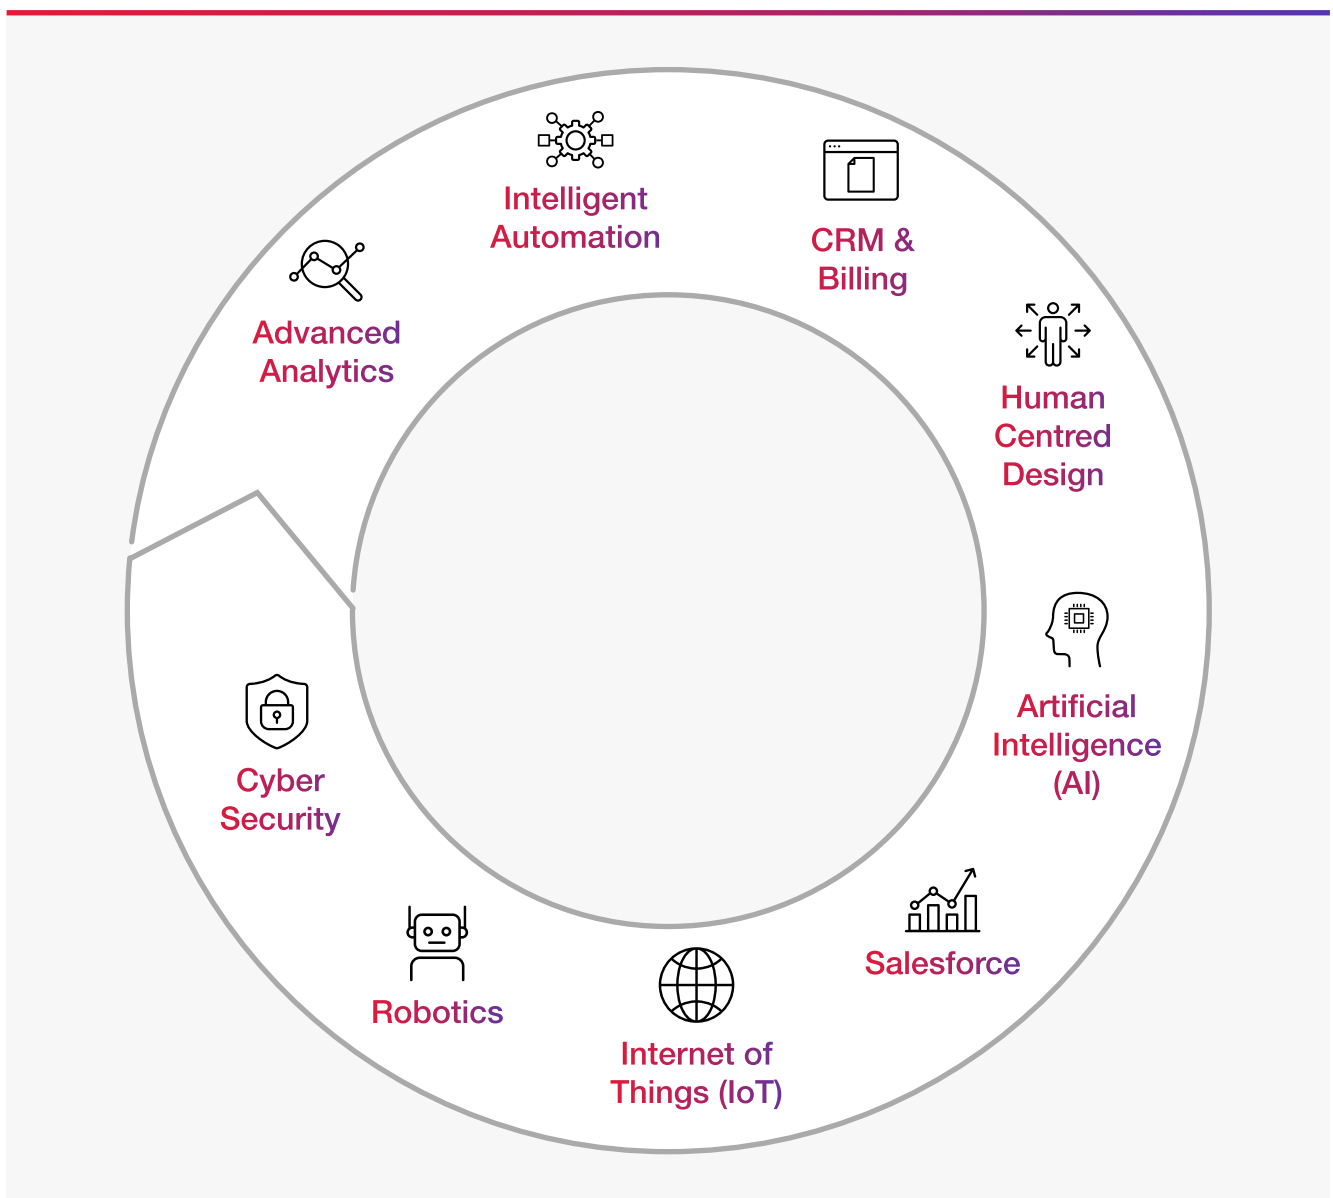 Intelligent
Automation
CRM &
Billing
Human
Centred
Design
Artificial
Intelligence
(AI)
Salesforce
Internet of
Things (IoT)
Robotics
Cyber
Security
Advanced
Analytics